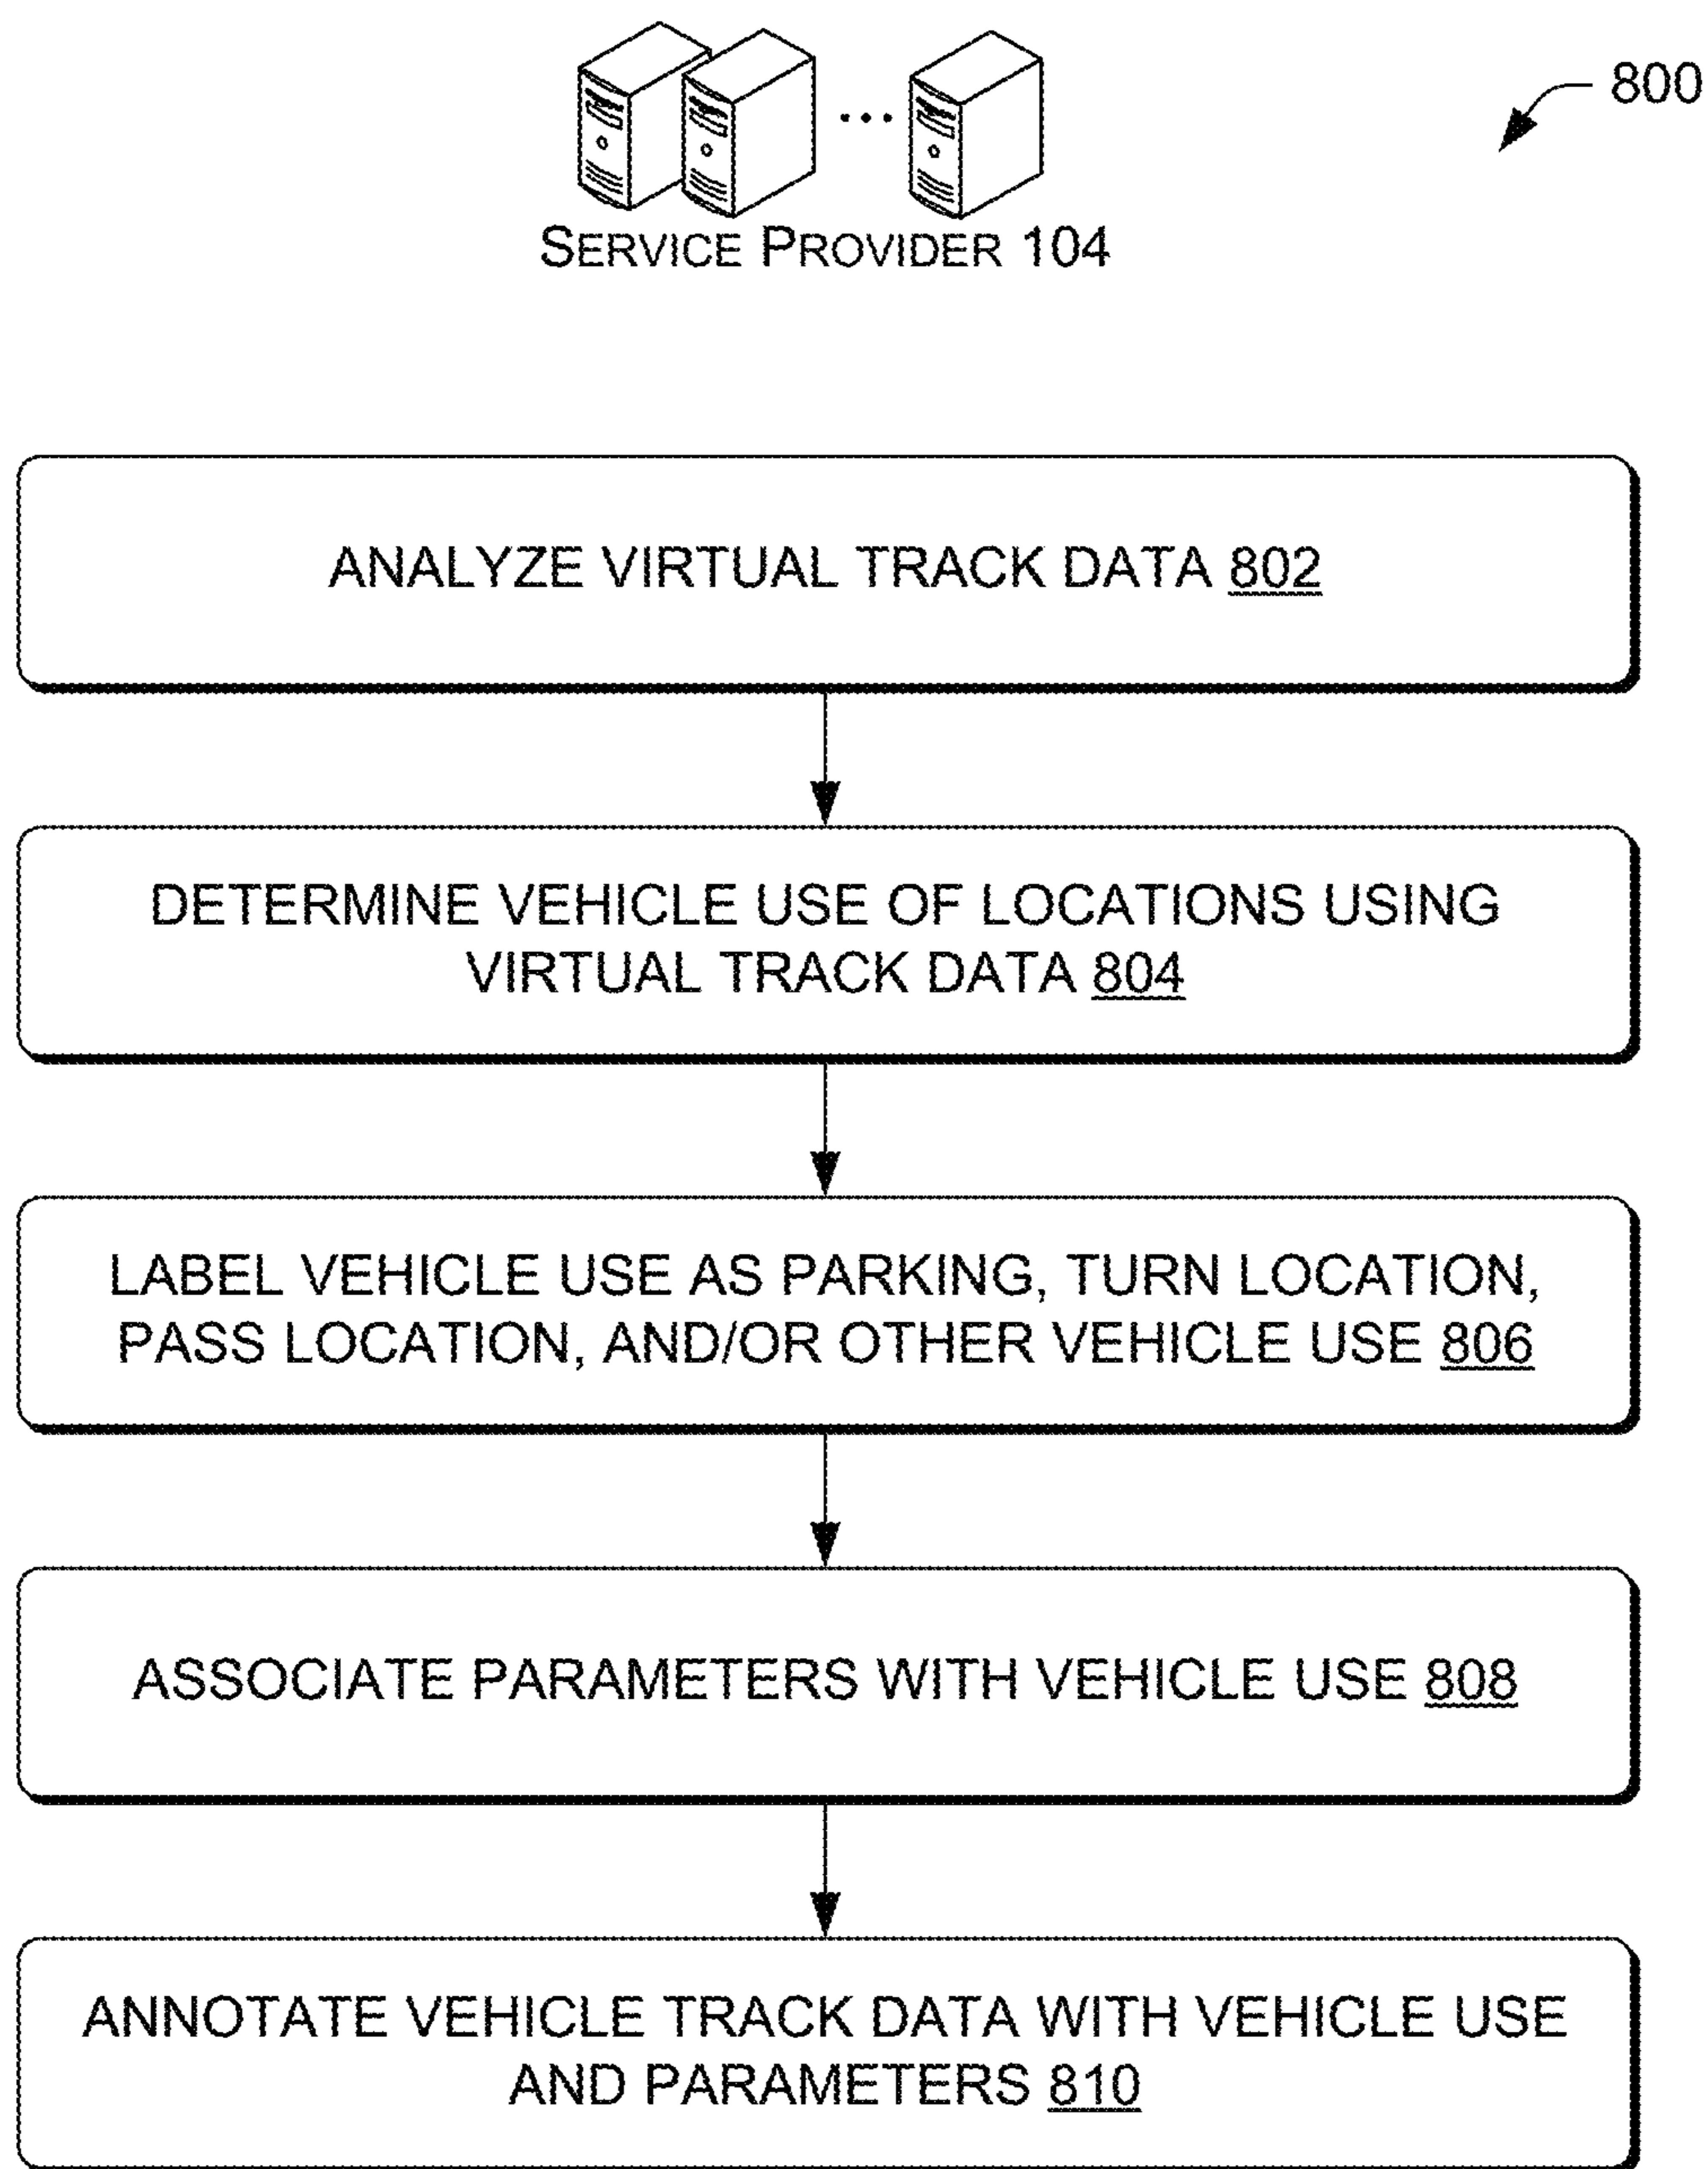 800
SERVICE PROVIDER 104
ANALYZE VIRTUAL TRACK DATA 802
DETERMINE VEHICLE USE OF LOCATIONS USING
VIRTUAL TRACK DATA 804
LABEL VEHICLE USE AS PARKING, TURN LOCATION,
PASS LOCATION, AND/OR OTHER VEHICLE USE 806
ASSOCIATE PARAMETERS WITH VEHICLE USE 808
ANNOTATE VEHICLE TRACK DATA WITH VEHICLE USE
AND PARAMETERS 810